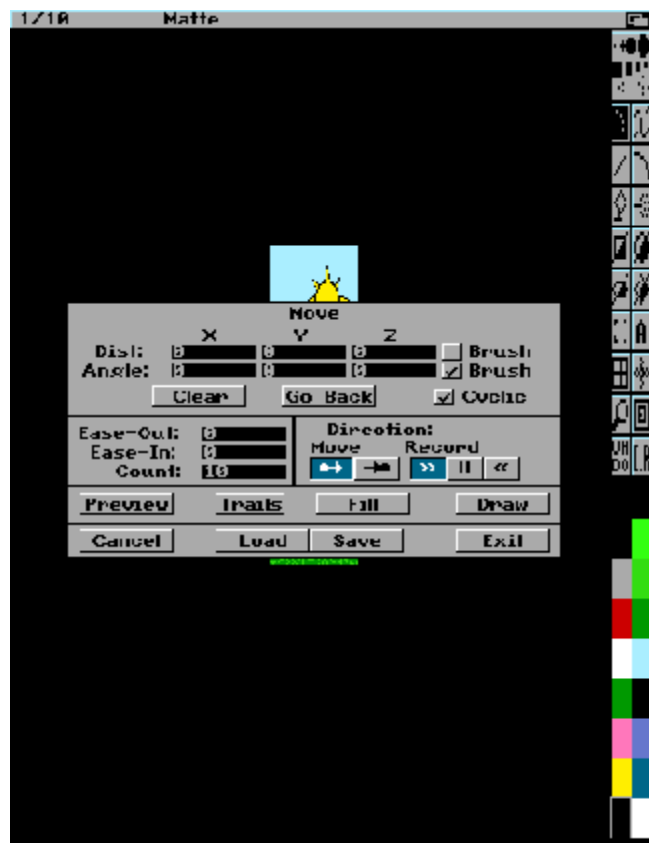 1/10 Matte
Move
X Y Z
Dist: 0 0 0 Brush
Angle: 0 0 0 Brush
Clear Go Back Cyclic
Ease-Out: 0 Direction:
Ease-In: 0 Move Record
Count: 10
Preview Trails Fill Draw
Cancel Load Save Exit